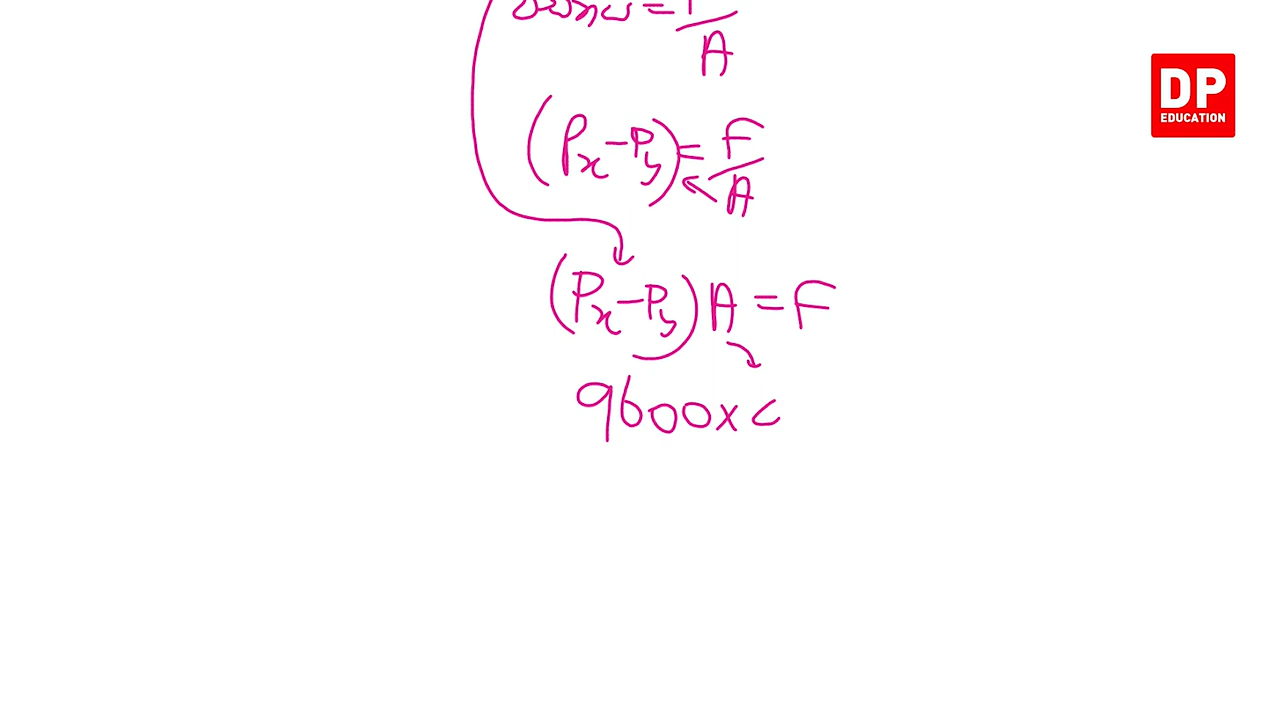 = F/A
DP
EDUCATION
(Px - Py) = F/A
(Px - Py) A = F
9600 x